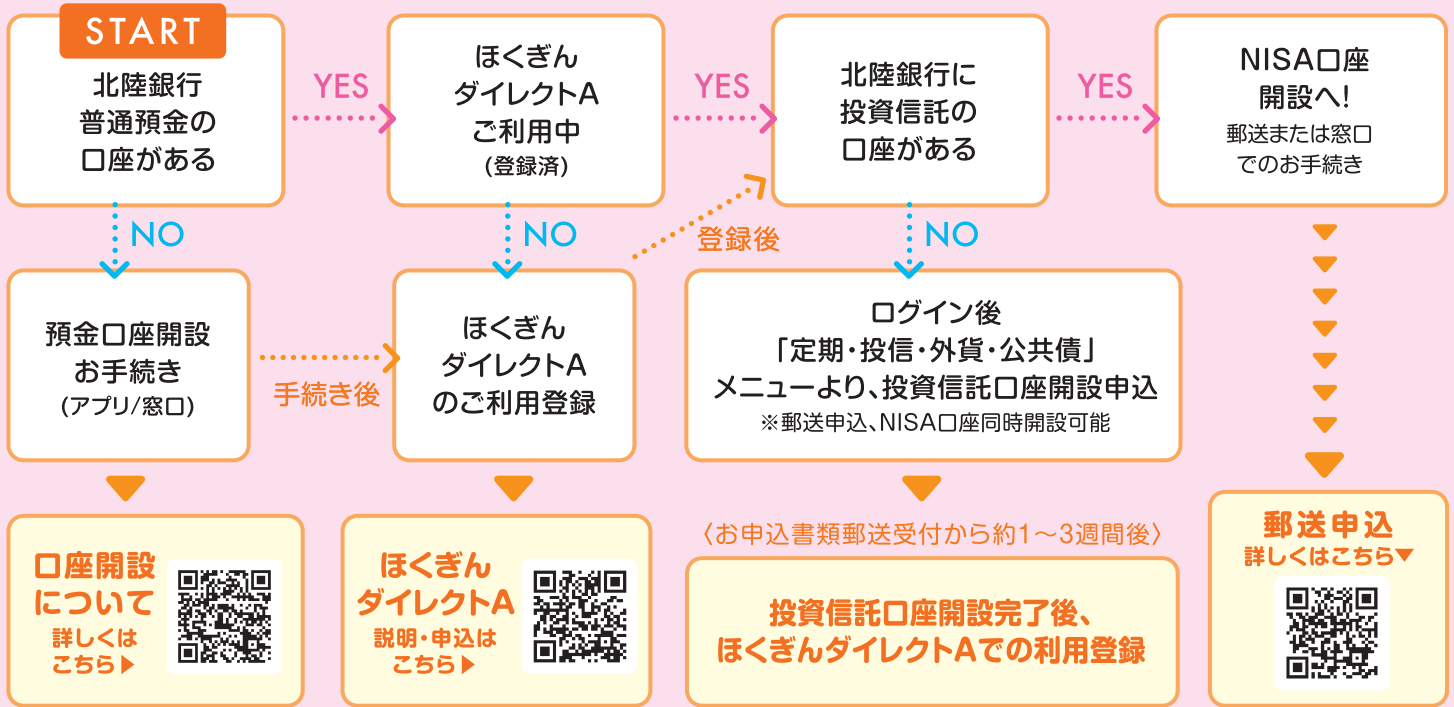 START
北陸銀行
普通預金の
口座がある
YES
ほくぎん
ダイレクトA
ご利用中
(登録済)
YES
北陸銀行に
投資信託の
口座がある
YES
NISA口座
開設へ!
郵送または窓口
でのお手続き
NO
NO
登録後
NO
預金口座開設
お手続き
(アプリ/窓口)
手続き後
ほくぎん
ダイレクトA
のご利用登録
ログイン後
「定期・投信・外貨・公共債」
メニューより、投資信託口座開設申込
※郵送申込、NISA口座同時開設可能
口座開設
について
詳しくは
こちら▶
ほくぎん
ダイレクトA
説明・申込は
こちら▶
〈お申込書類郵送受付から約1〜3週間後〉
投資信託口座開設完了後、
ほくぎんダイレクトAでの利用登録
郵送申込
詳しくはこちら▼